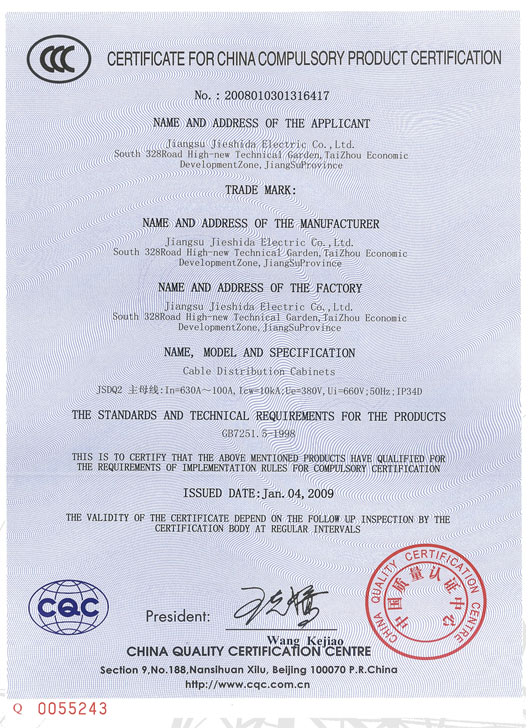 CCC
CERTIFICATE FOR CHINA COMPULSORY PRODUCT CERTIFICATION
No. : 2008010301316417
NAME AND ADDRESS OF THE APPLICANT
Jiangsu Jieshida Electric Co.,Ltd.
South 328Road High-new Technical Garden,TaiZhou Economic
DevelopmentZone,JiangSuProvince
TRADE MARK:
NAME AND ADDRESS OF THE MANUFACTURER
Jiangsu Jieshida Electric Co.,Ltd.
South 328Road High-new Technical Garden,TaiZhou Economic
DevelopmentZone,JiangSuProvince
NAME AND ADDRESS OF THE FACTORY
Jiangsu Jieshida Electric Co.,Ltd.
South 328Road High-new Technical Garden,TaiZhou Economic
DevelopmentZone,JiangSuProvince
NAME, MODEL AND SPECIFICATION
Cable Distribution Cabinets
JSDQ2 主母线:In=630A～100A,Icw=10kA;Ue=380V,Ui=660V;50Hz;IP34D
THE STANDARDS AND TECHNICAL REQUIREMENTS FOR THE PRODUCTS
GB7251.5-1998
THIS IS TO CERTIFY THAT THE ABOVE MENTIONED PRODUCTS HAVE QUALIFIED FOR
THE REQUIREMENTS OF IMPLEMENTATION RULES FOR COMPULSORY CERTIFICATION
ISSUED DATE:Jan.04,2009
THE VALIDITY OF THE CERTIFICATE DEPEND ON THE FOLLOW UP INSPECTION BY THE
CERTIFICATION BODY AT REGULAR INTERVALS
CQC
President:
Wang Kejiao
CHINA QUALITY CERTIFICATION CENTRE
中国质量认证中心
CHINA QUALITY CERTIFICATION CENTRE
Section 9,No.188,Nansihuan Xilu, Beijing 100070 P.R.China
http://www.cqc.com.cn
Q 0055243